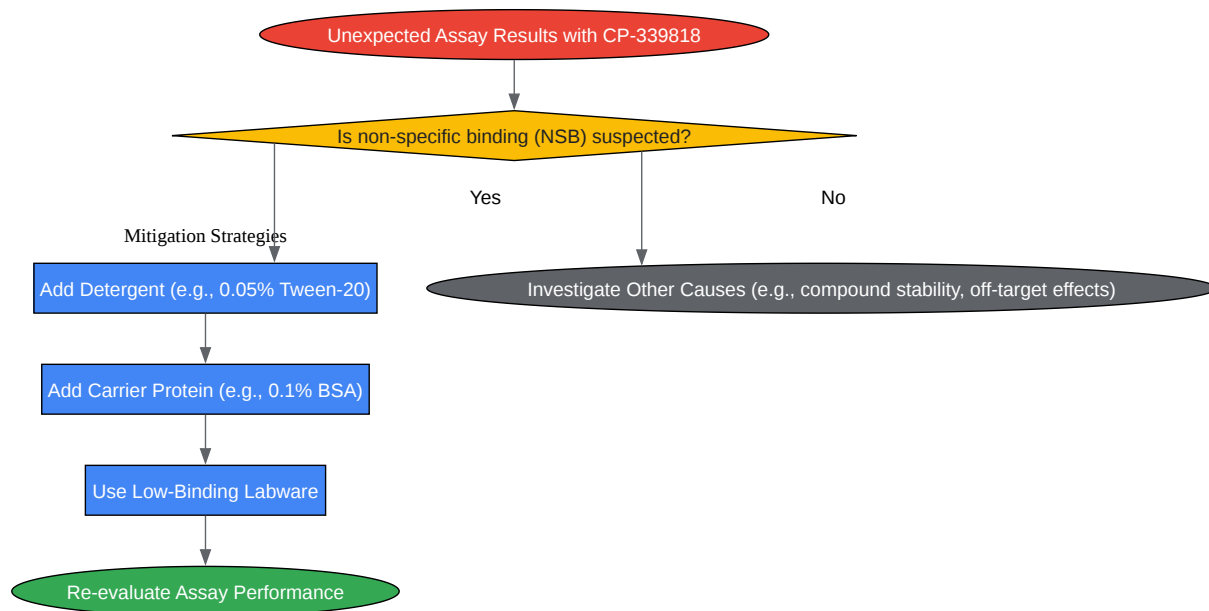 Unexpected Assay Results with CP-339818
Is non-specific binding (NSB) suspected?
Yes
No
Mitigation Strategies
Add Detergent (e.g., 0.05% Tween-20)
Investigate Other Causes (e.g., compound stability, off-target effects)
Add Carrier Protein (e.g., 0.1% BSA)
Use Low-Binding Labware
Re-evaluate Assay Performance